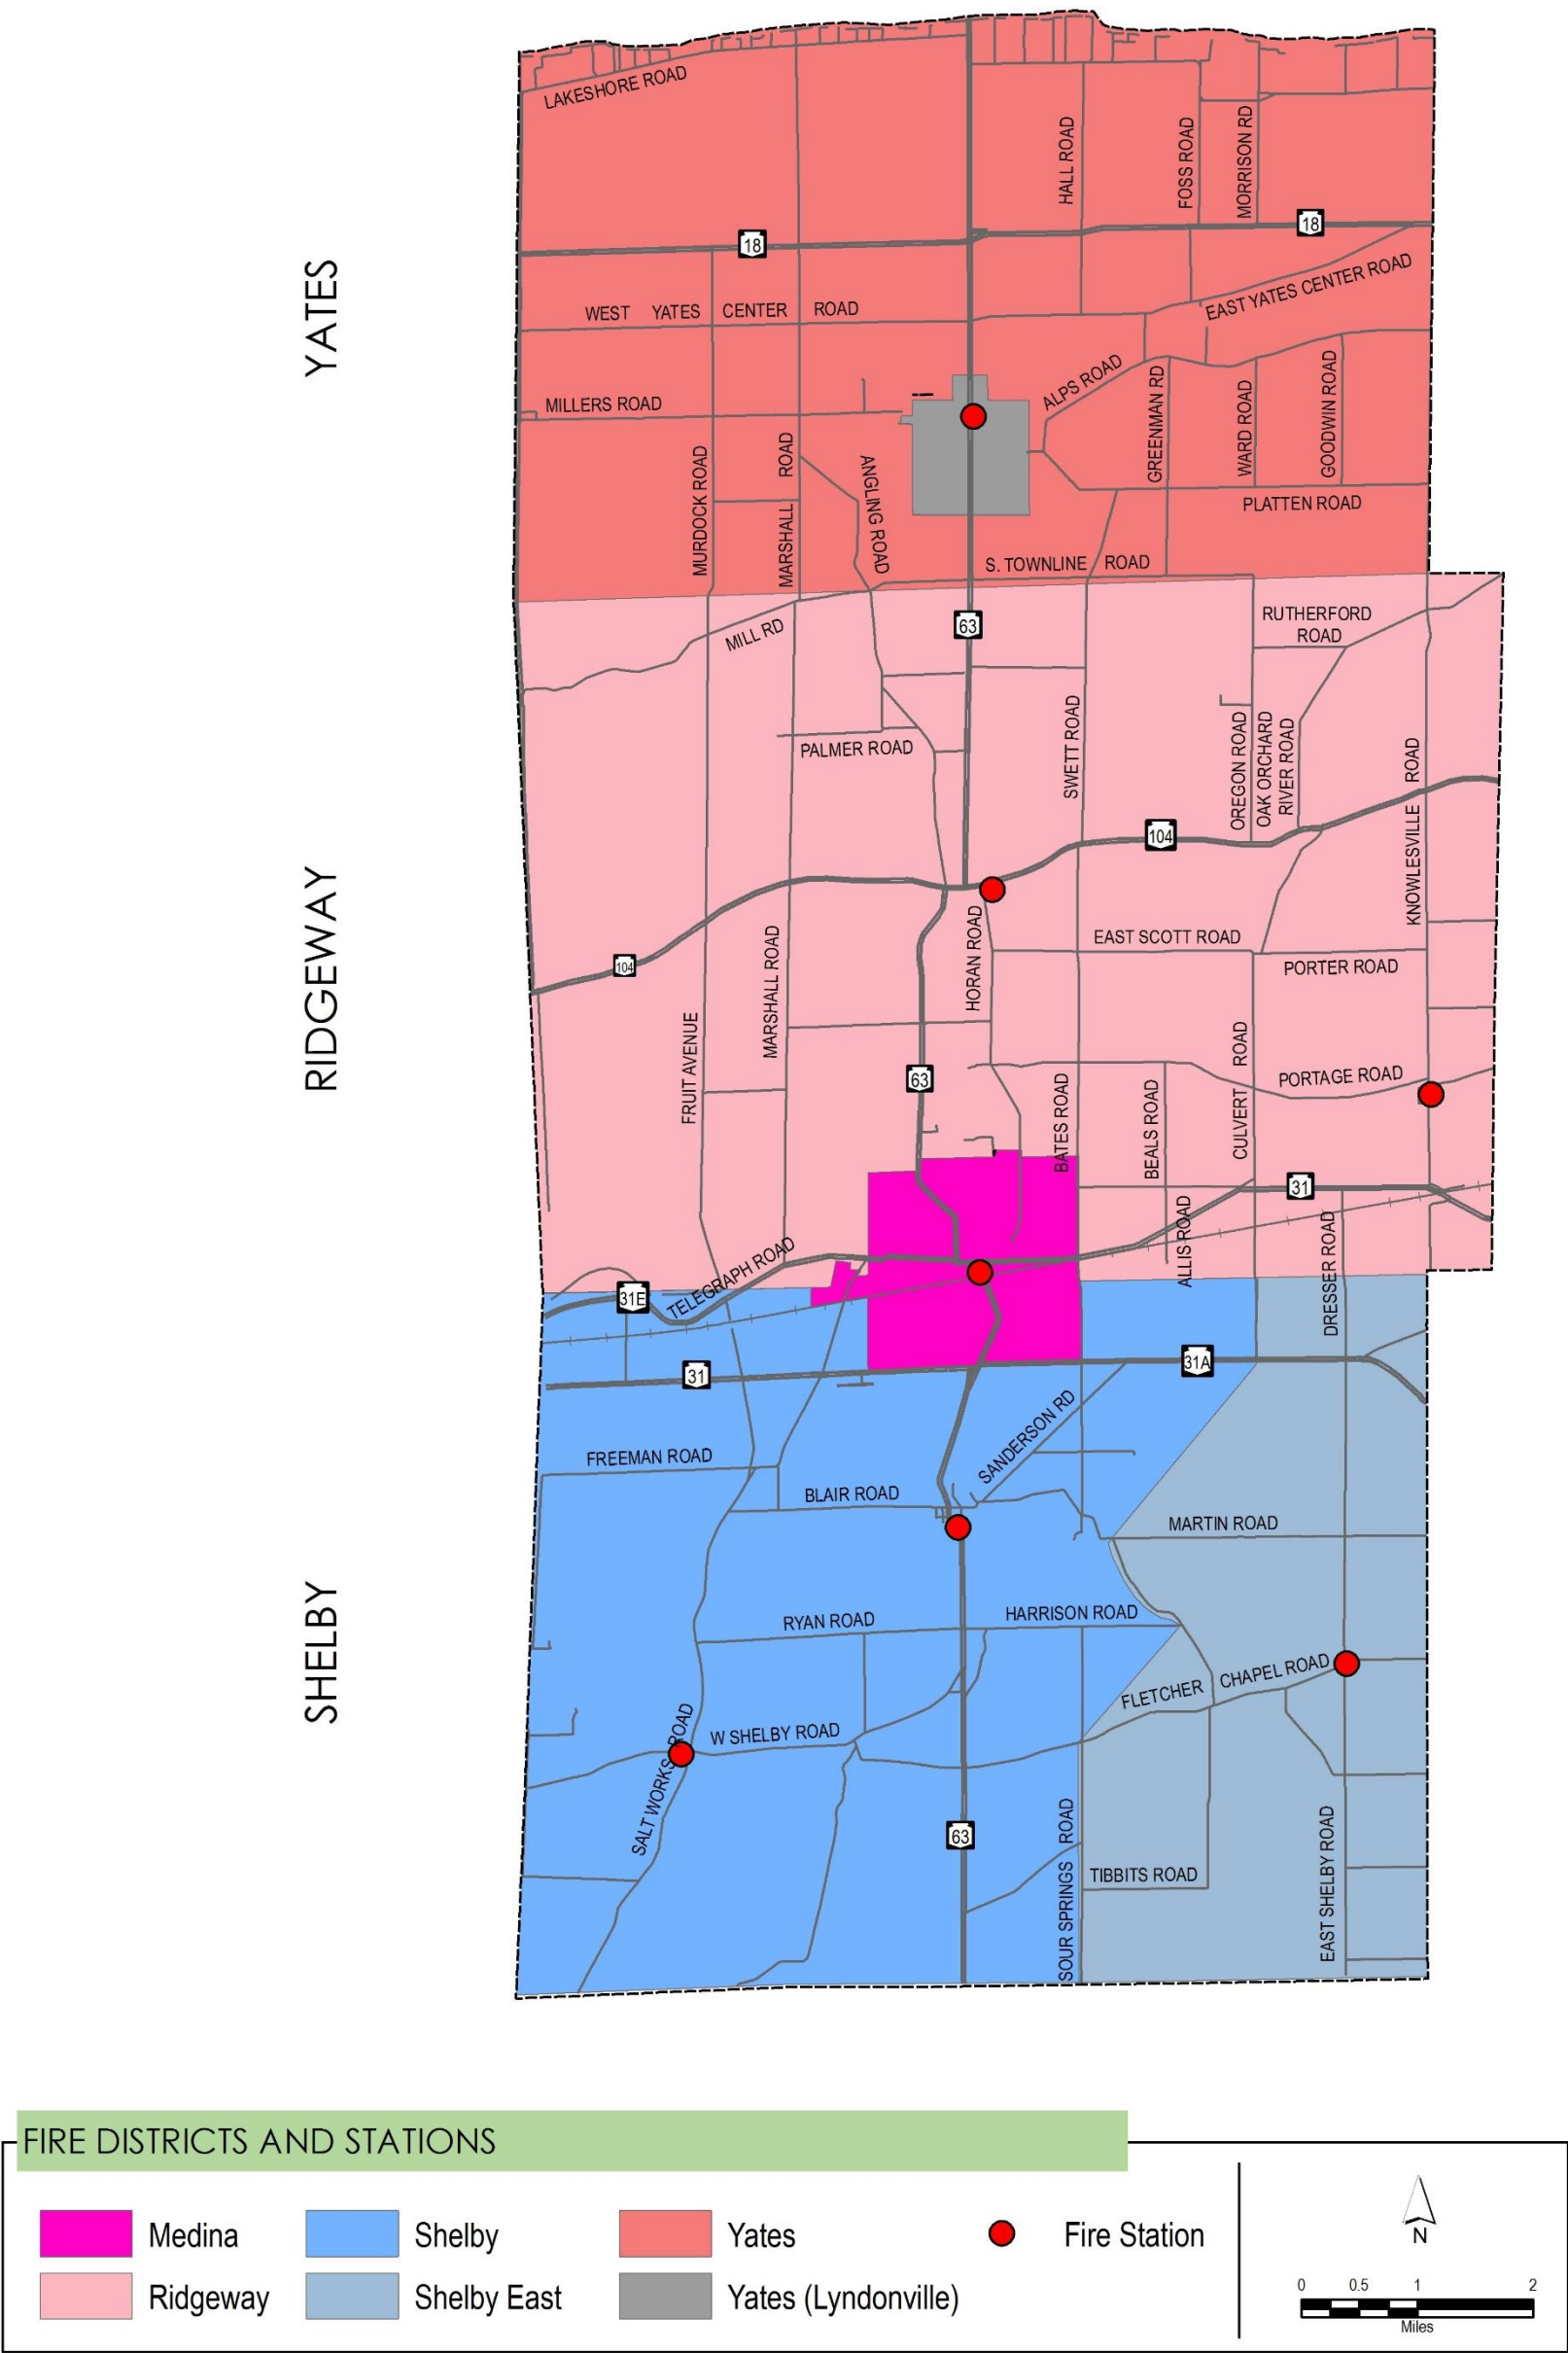 LAKESHORE ROAD
HALL ROAD
FOSS ROAD
MORRISON RD
18
18
YATES
WEST YATES CENTER ROAD
EAST YATES CENTER ROAD
MILLERS ROAD
ALPS ROAD
GREENMAN RD
WARD ROAD
GOODWIN ROAD
MURDOCK ROAD
MARSHALL ROAD
ANGLING ROAD
PLATTEN ROAD
S. TOWNLINE ROAD
63
MILL RD
RUTHERFORD
ROAD
PALMER ROAD
SWETT ROAD
OREGON ROAD
OAK ORCHARD
RIVER ROAD
KNOWLESVILLE ROAD
104
RIDGEWAY
104
MARSHALL ROAD
HORAN ROAD
EAST SCOTT ROAD
PORTER ROAD
FRUIT AVENUE
63
BATES ROAD
BEALS ROAD
CULVERT ROAD
PORTAGE ROAD
31
ALLIS ROAD
DRESSER ROAD
TELEGRAPH ROAD
31E
31
31A
SANDERSON RD
FREEMAN ROAD
BLAIR ROAD
MARTIN ROAD
SHELBY
RYAN ROAD
HARRISON ROAD
FLETCHER CHAPEL ROAD
W SHELBY ROAD
SALT WORKS ROAD
63
SOUR SPRINGS ROAD
TIBBITS ROAD
EAST SHELBY ROAD
FIRE DISTRICTS AND STATIONS
Medina
Shelby
Yates
Fire Station
Ridgeway
Shelby East
Yates (Lyndonville)
N
0 0.5 1 2
Miles